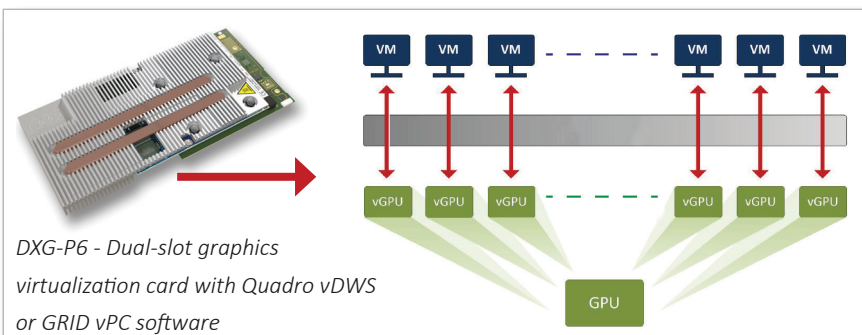 VM VM VM VM VM VM
vGPU vGPU vGPU vGPU vGPU vGPU
GPU
DXG-P6 - Dual-slot graphics
virtualization card with Quadro vDWS
or GRID vPC software